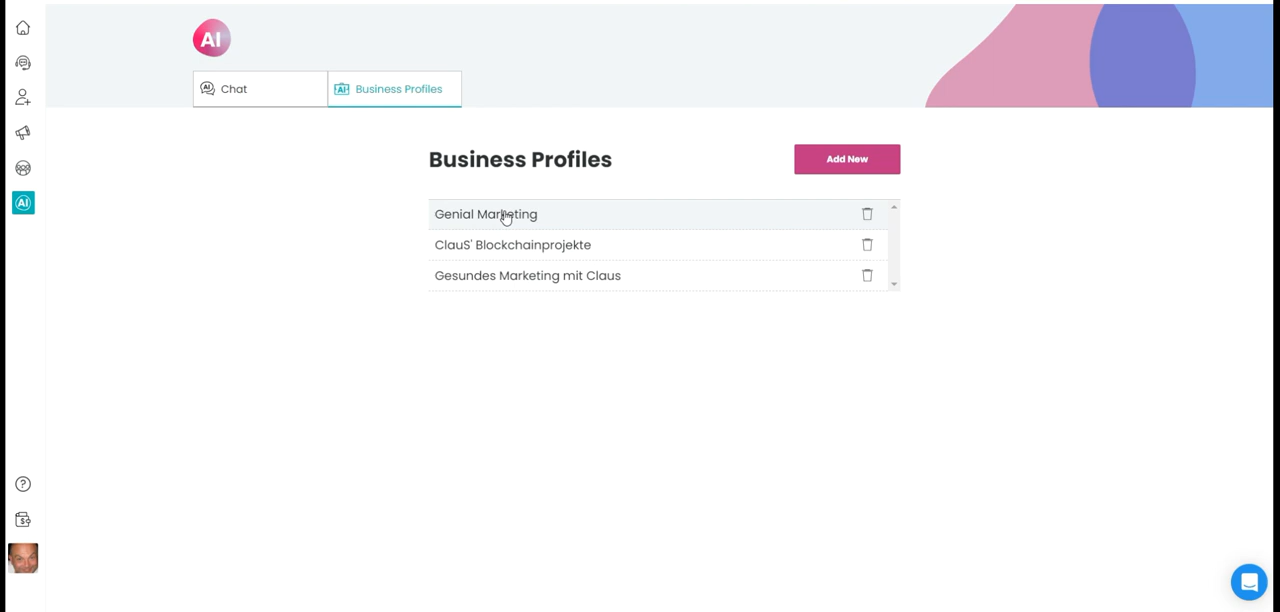 AI
Chat
Business Profiles
Business Profiles
Add New
Genial Marketing
ClauS' Blockchainprojekte
Gesundes Marketing mit Claus